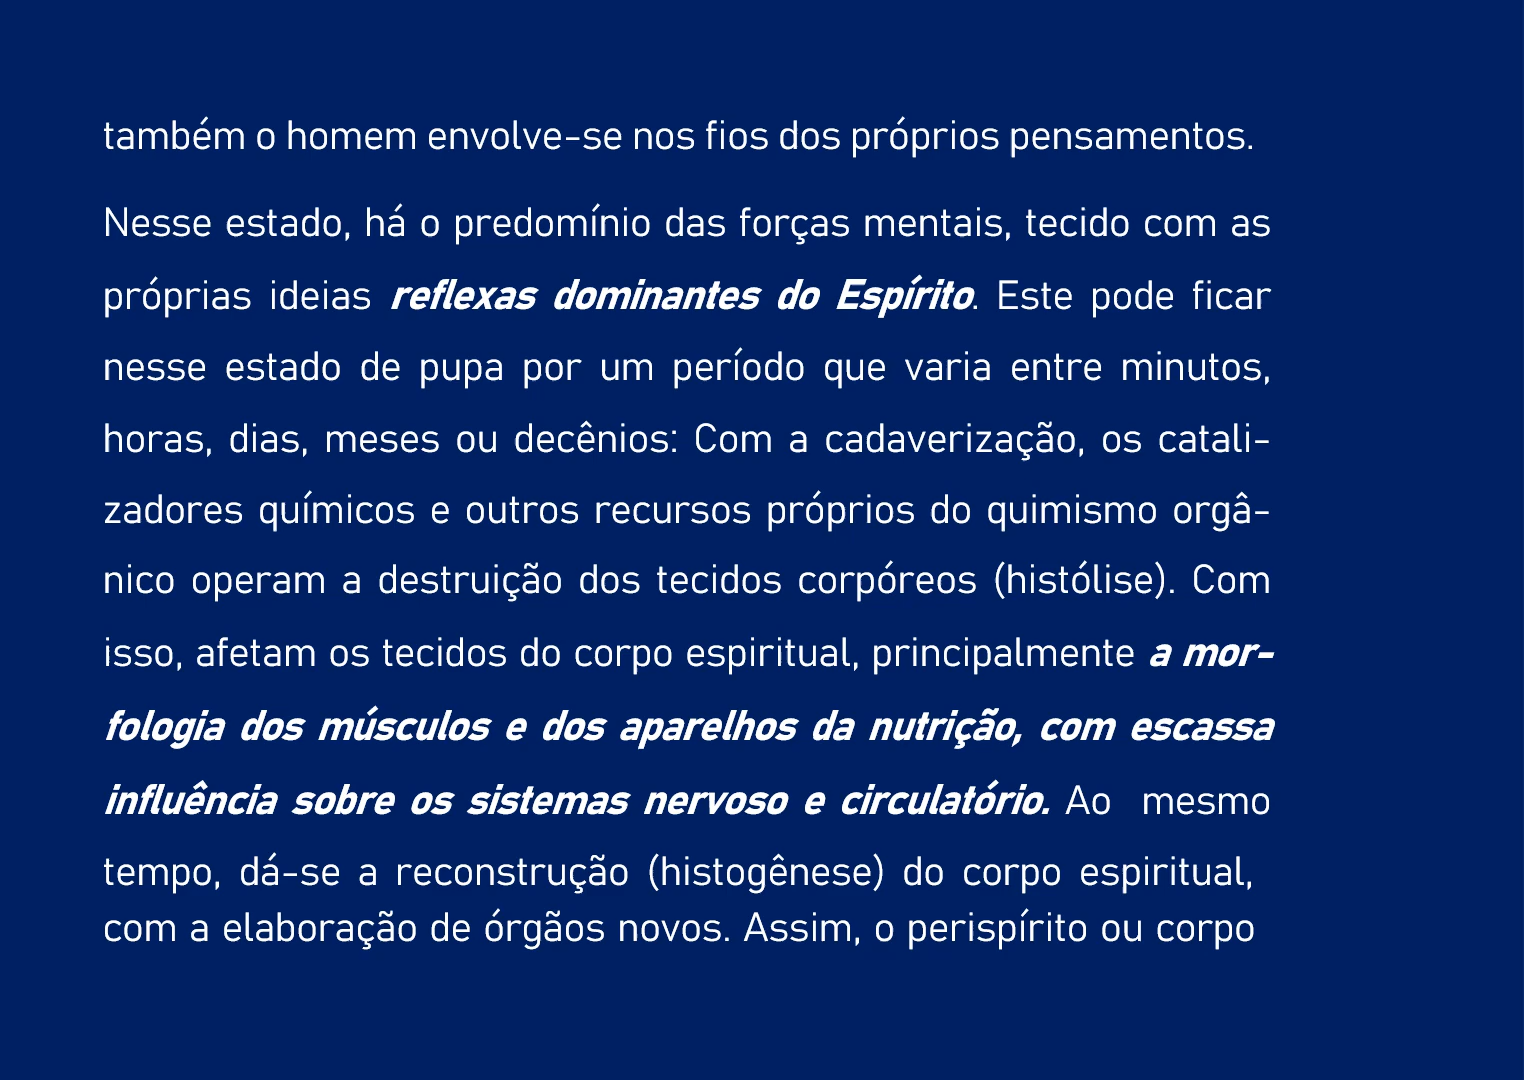 também o homem envolve-se nos fios dos próprios pensamentos.
Nesse estado, há o predomínio das forças mentais, tecido com as
próprias ideias reflexas dominantes do Espírito. Este pode ficar
nesse estado de pupa por um período que varia entre minutos,
horas, dias, meses ou decênios: Com a cadaverização, os catali-
zadores químicos e outros recursos próprios do quimismo orgâ-
nico operam a destruição dos tecidos corpóreos (histólise). Com
isso, afetam os tecidos do corpo espiritual, principalmente a mor-
fologia dos músculos e dos aparelhos da nutrição, com escassa
influência sobre os sistemas nervoso e circulatório. Ao mesmo
tempo, dá-se a reconstrução (histogênese) do corpo espiritual,
com a elaboração de órgãos novos. Assim, o perispírito ou corpo